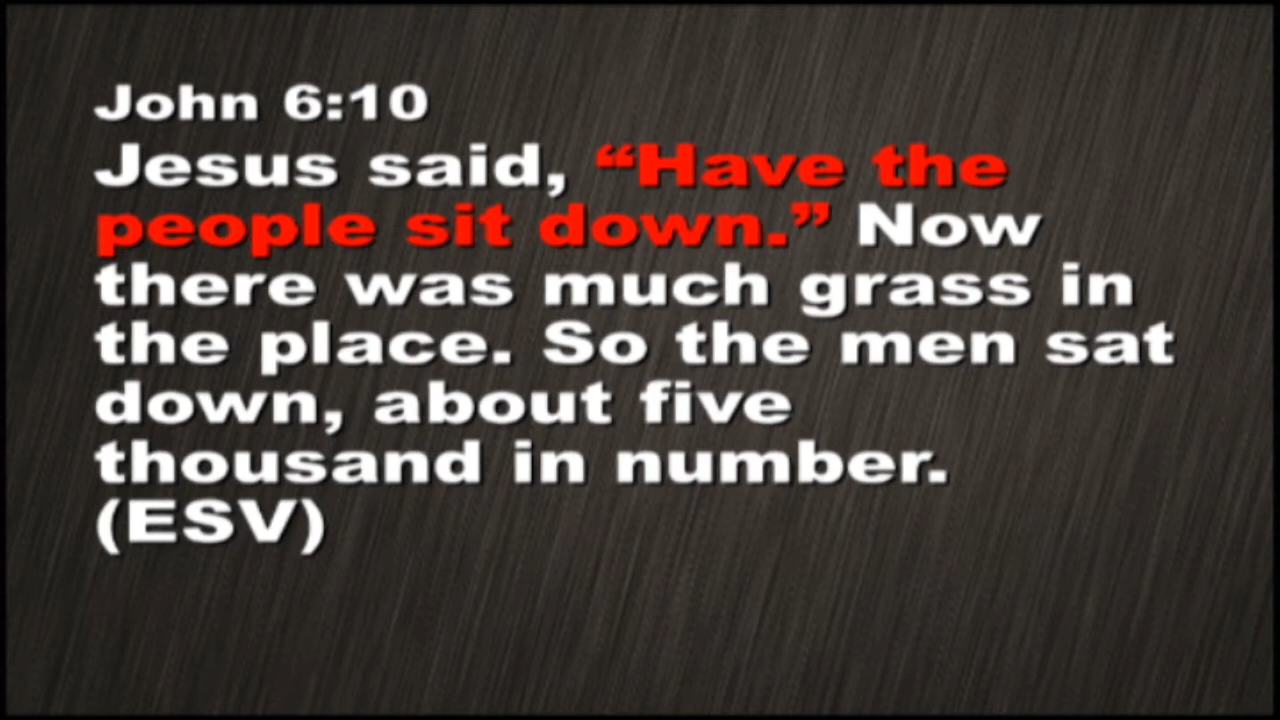 John 6:10
Jesus said, “Have the
people sit down.” Now
there was much grass in
the place. So the men sat
down, about five
thousand in number.
(ESV)